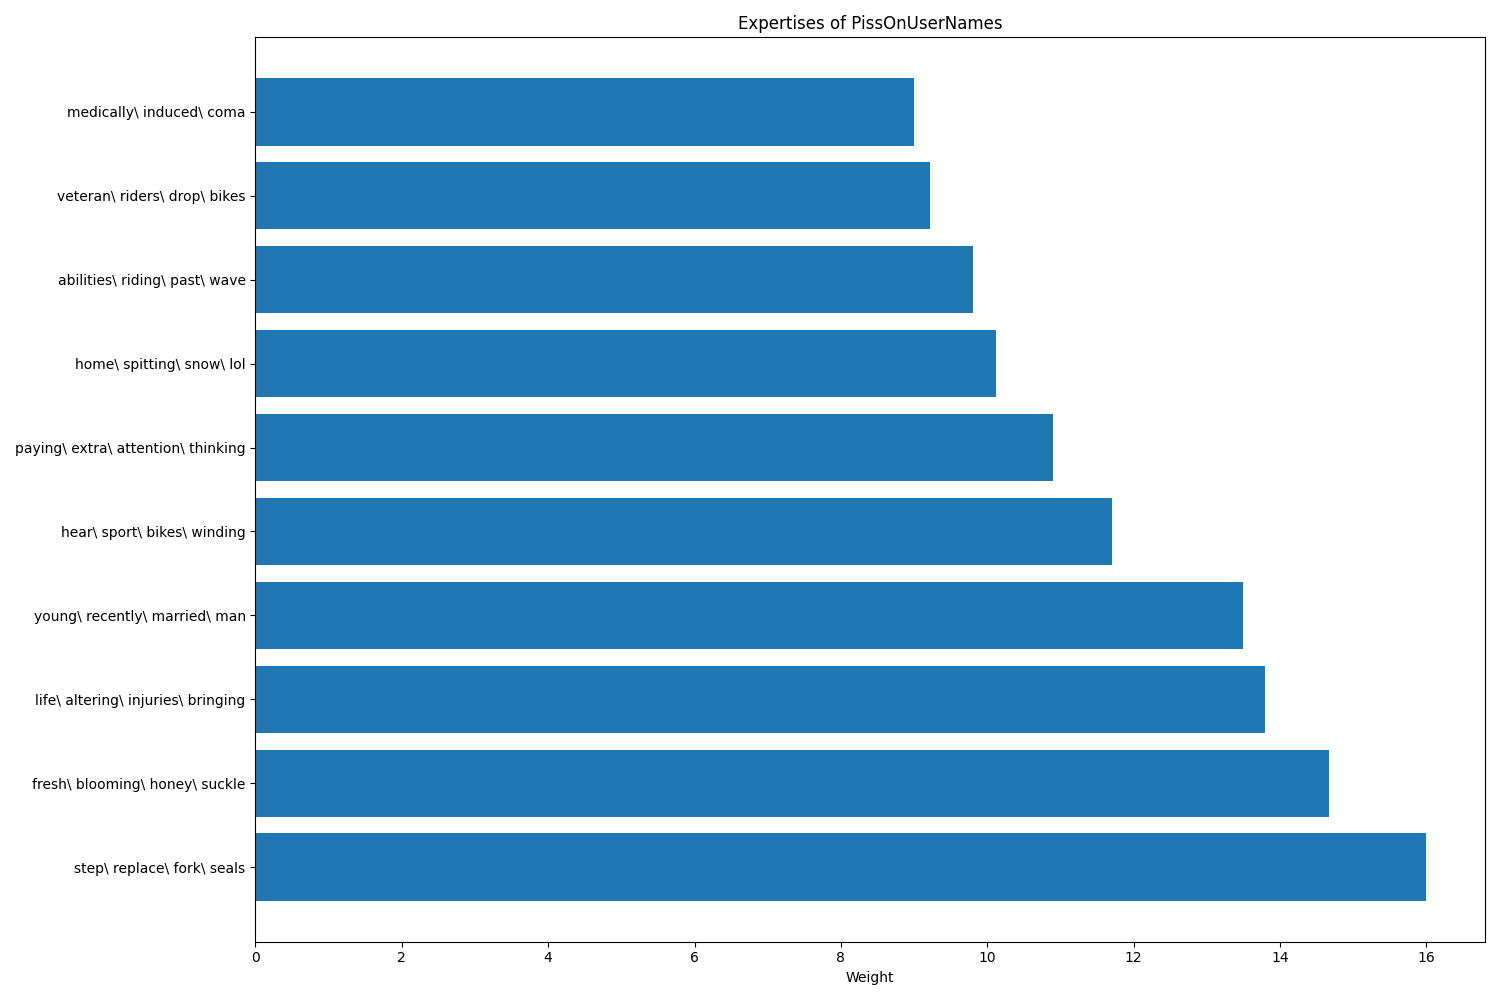 Expertises of PissOnUserNames
medically\ induced\ coma
veteran\ riders\ drop\ bikes
abilities\ riding\ past\ wave
home\ spitting\ snow\ lol
paying\ extra\ attention\ thinking
hear\ sport\ bikes\ winding
young\ recently\ married\ man
life\ altering\ injuries\ bringing
fresh\ blooming\ honey\ suckle
step\ replace\ fork\ seals
0 2 4 6 8 10 12 14 16
Weight